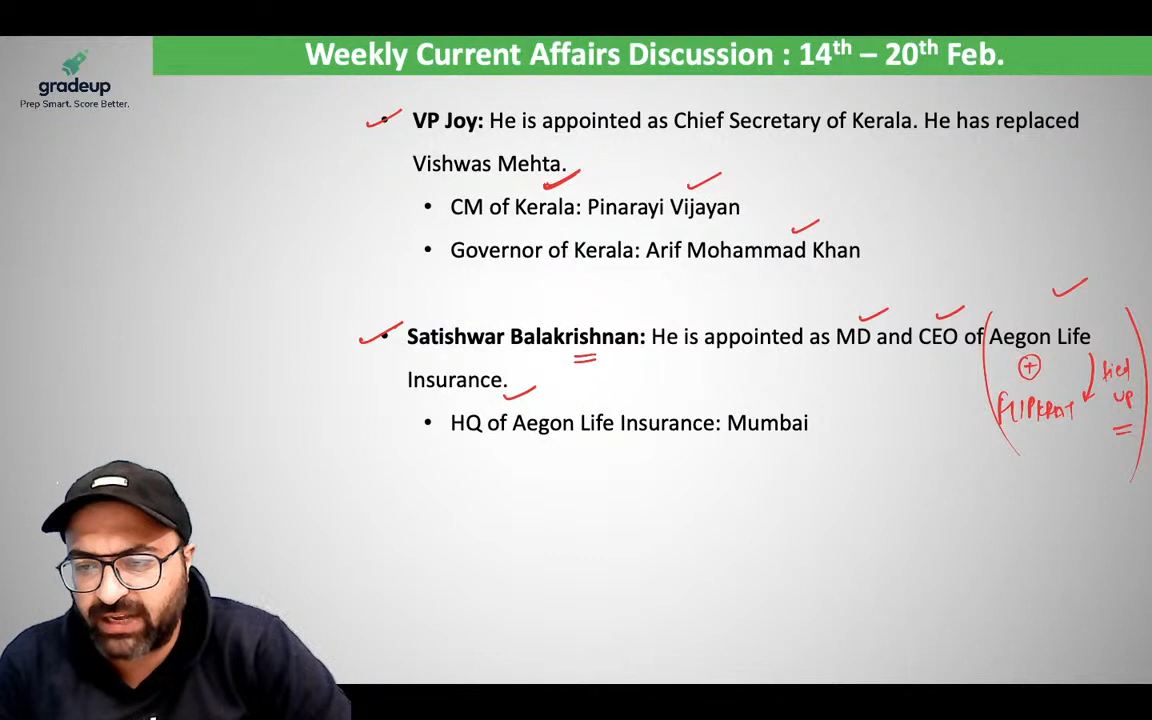 Weekly Current Affairs Discussion : 14th – 20th Feb.
gradeup
Prep Smart. Score Better.
• VP Joy: He is appointed as Chief Secretary of Kerala. He has replaced
Vishwas Mehta.
• CM of Kerala: Pinarayi Vijayan
• Governor of Kerala: Arif Mohammad Khan
• Satishwar Balakrishnan: He is appointed as MD and CEO of Aegon Life
Insurance.
• HQ of Aegon Life Insurance: Mumbai
+
tied
up